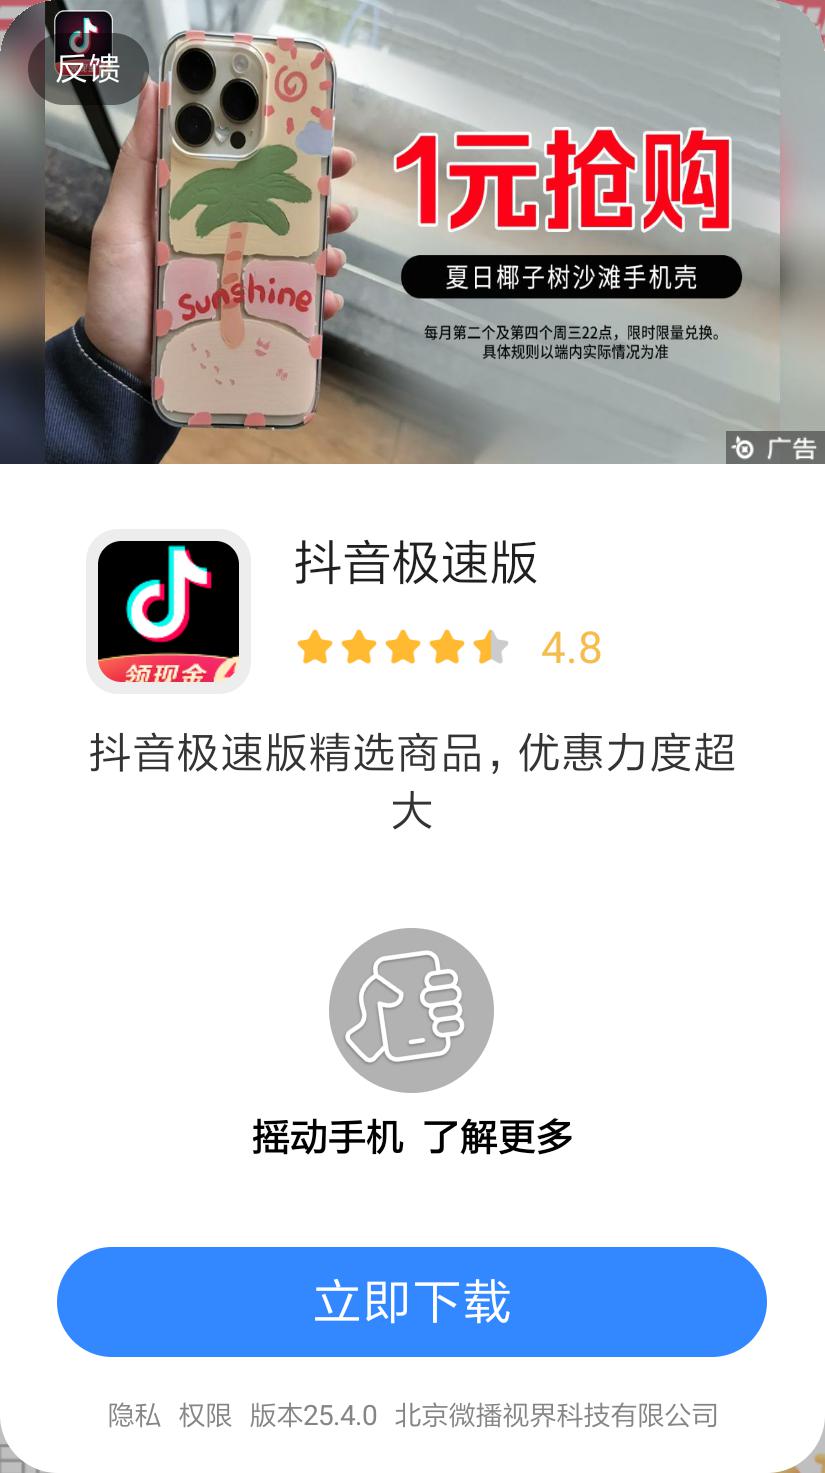 反馈
1元抢购
夏日椰子树沙滩手机壳
Sunshine
每月第二个及第四个周三22点，限时限量兑换。
具体规则以端内实际情况为准
广告
抖音极速版
领现金
4.8
抖音极速版精选商品，优惠力度超
大
摇动手机 了解更多
立即下载
隐私 权限 版本25.4.0 北京微播视界科技有限公司